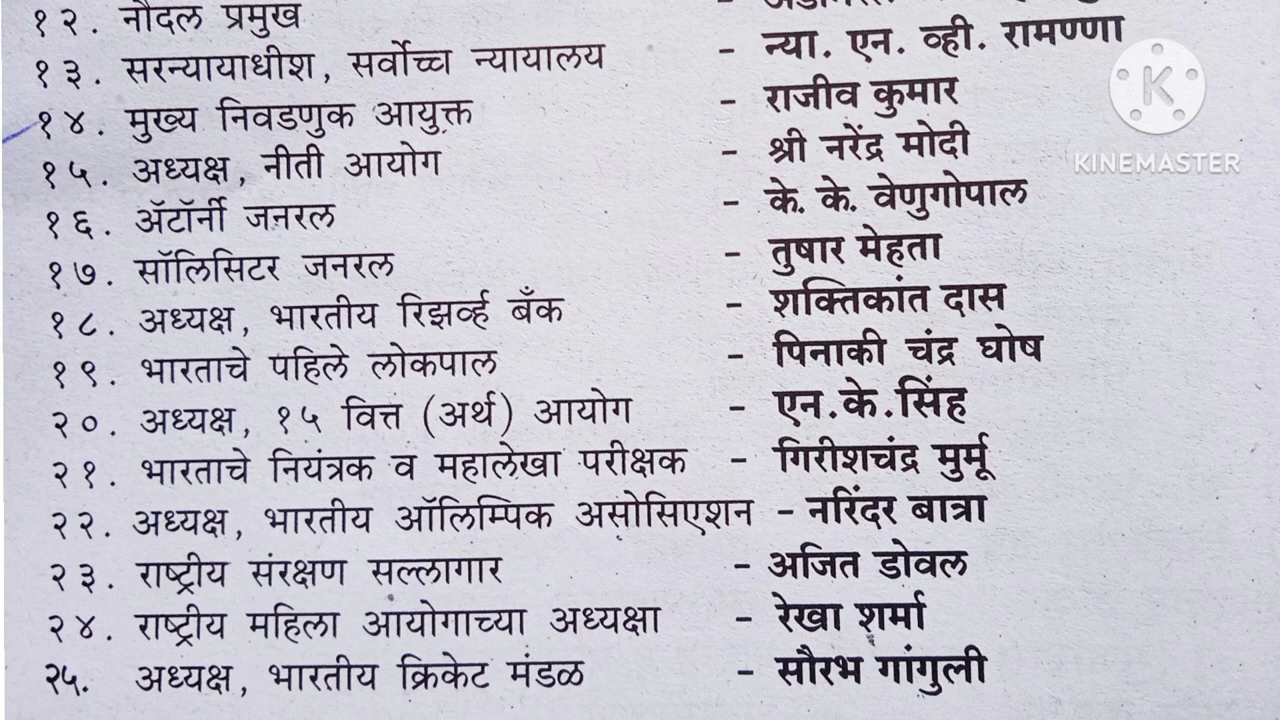 १२. नौदल प्रमुख
१३. सरन्यायाधीश, सर्वोच्च न्यायालय - न्या. एन. व्ही. रामण्णा
१४. मुख्य निवडणुक आयुक्त - राजीव कुमार
१५. अध्यक्ष, नीती आयोग - श्री नरेंद्र मोदी
१६. ॲटॉर्नी जनरल - के. के. वेणुगोपाल
१७. सॉलिसिटर जनरल - तुषार मेहता
१८. अध्यक्ष, भारतीय रिझर्व्ह बँक - शक्तिकांत दास
१९. भारताचे पहिले लोकपाल - पिनाकी चंद्र घोष
२०. अध्यक्ष, १५ वित्त (अर्थ) आयोग - एन.के.सिंह
२१. भारताचे नियंत्रक व महालेखा परीक्षक - गिरीशचंद्र मुर्मू
२२. अध्यक्ष, भारतीय ऑलिम्पिक असोसिएशन - नरिंदर बात्रा
२३. राष्ट्रीय संरक्षण सल्लागार - अजित डोवल
२४. राष्ट्रीय महिला आयोगाच्या अध्यक्षा - रेखा शर्मा
२५. अध्यक्ष, भारतीय क्रिकेट मंडळ - सौरभ गांगुली
K
KINEMASTER